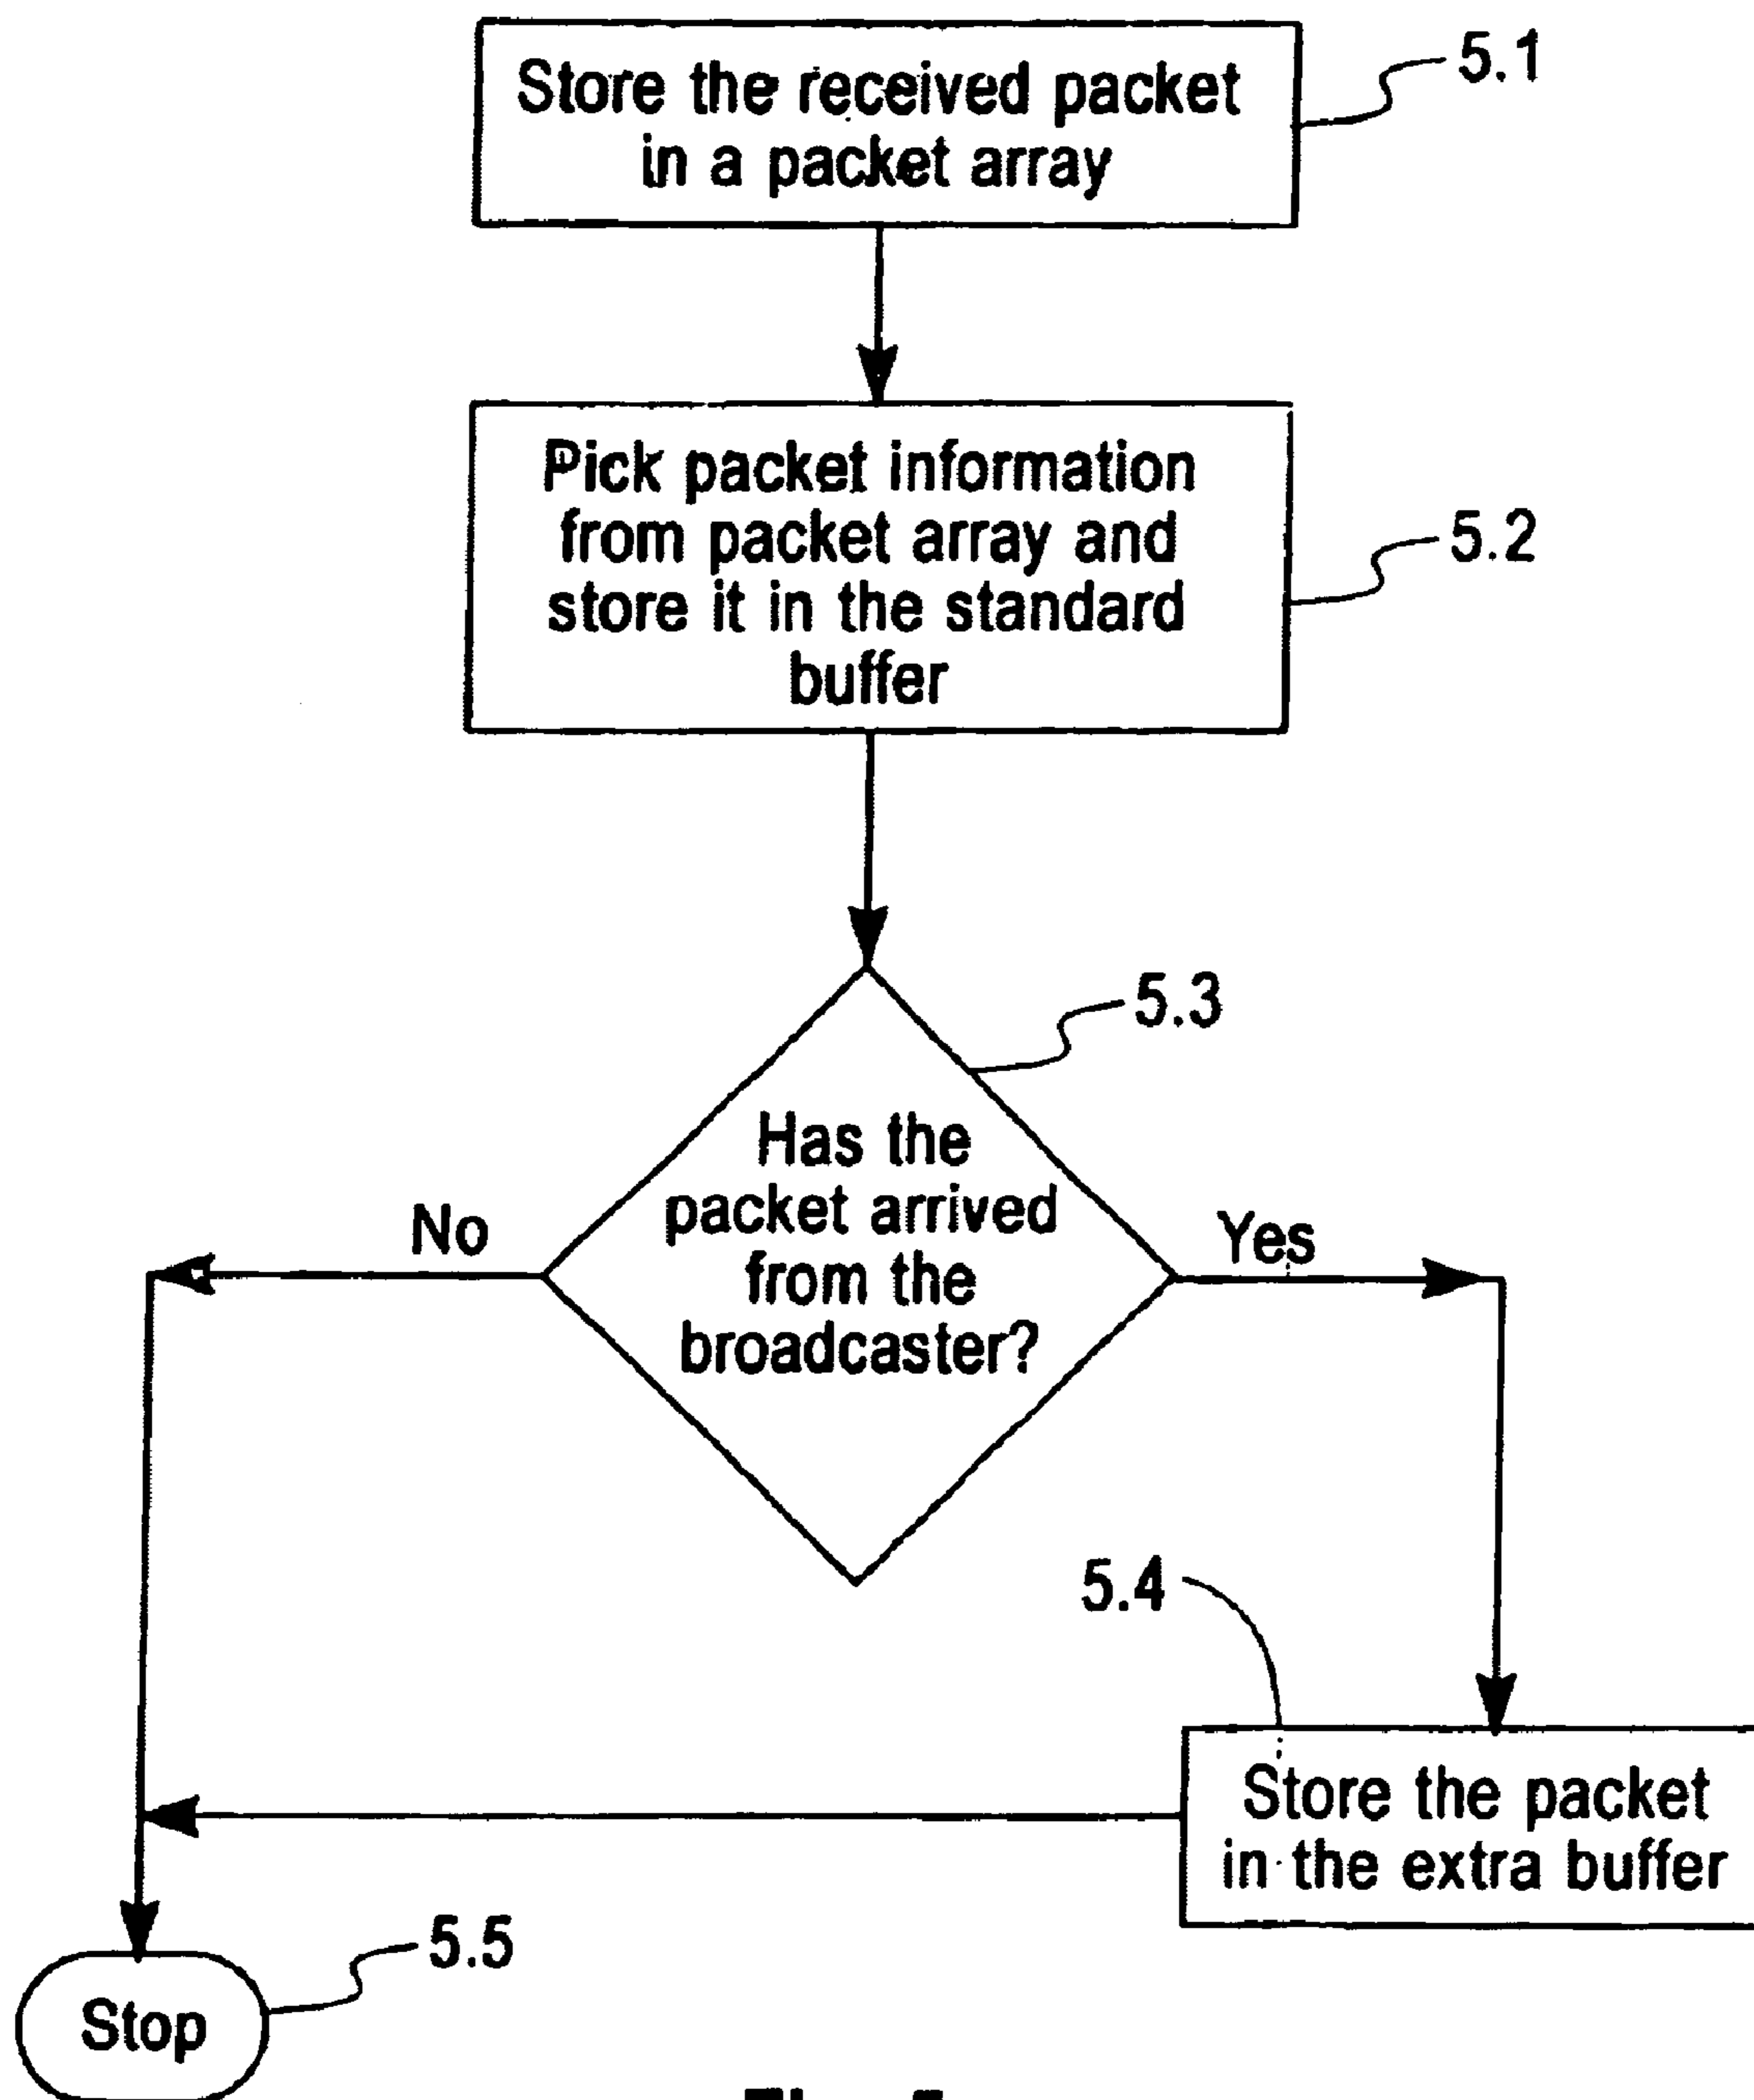 Store the received packet
in a packet array
5.1
Pick packet information
from packet array and
store it in the standard
buffer
5.2
5.3
Has the
packet arrived
from the
broadcaster?
No
Yes
5.4
Store the packet
in the extra buffer
5.5
Stop